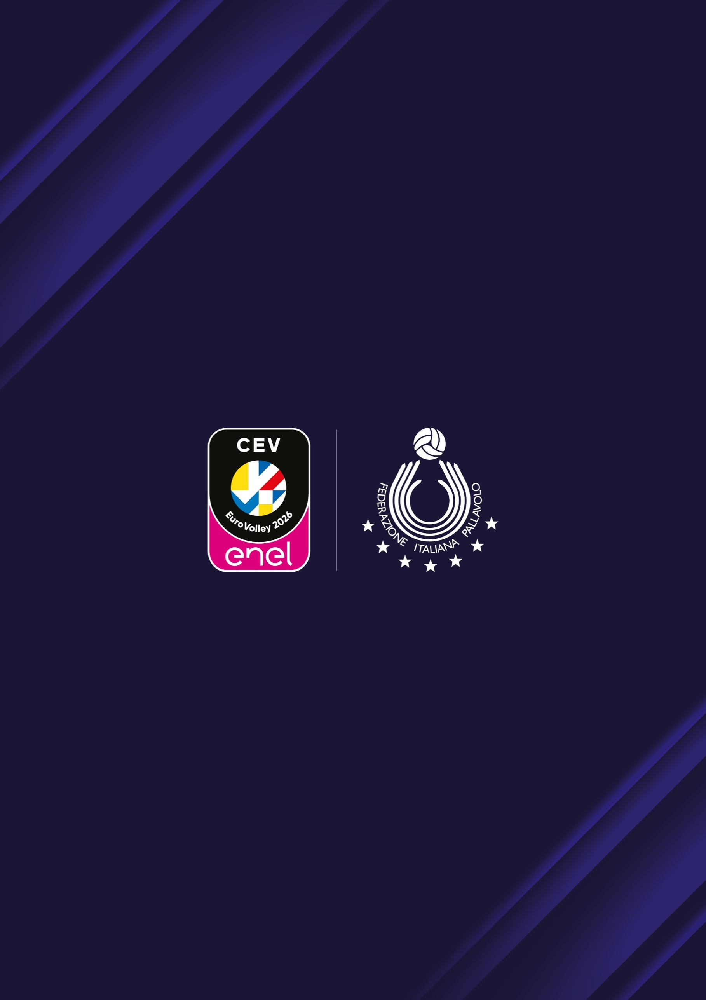 CEV
EuroVolley 2026
enel
FEDERAZIONE ITALIANA PALLAVOLO